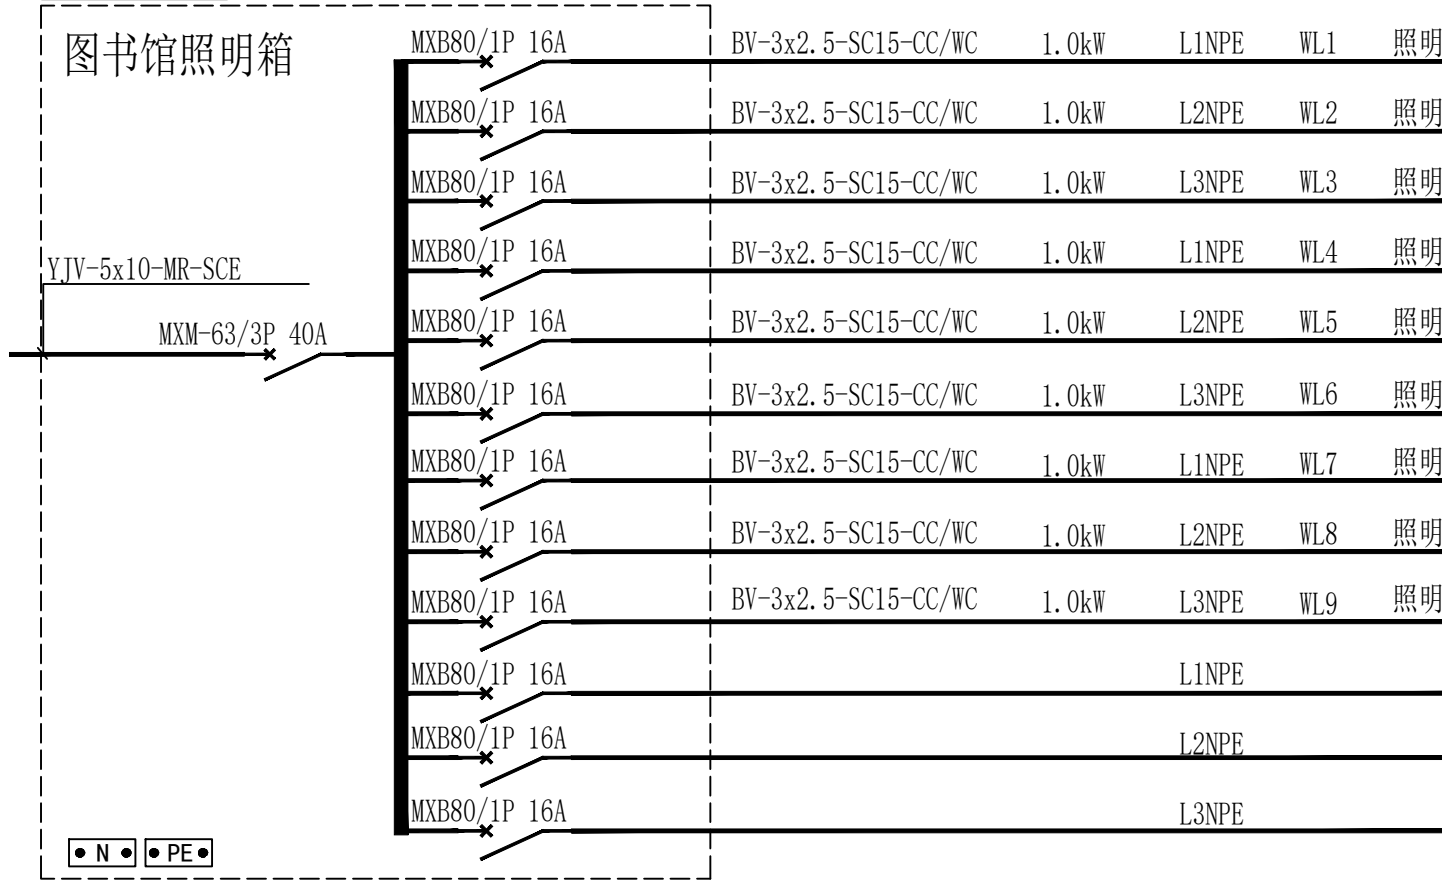 图书馆照明箱
MXB80/1P 16A BV-3x2.5-SC15-CC/WC 1.0kW L1NPE WL1 照明
MXB80/1P 16A BV-3x2.5-SC15-CC/WC 1.0kW L2NPE WL2 照明
MXB80/1P 16A BV-3x2.5-SC15-CC/WC 1.0kW L3NPE WL3 照明
MXB80/1P 16A BV-3x2.5-SC15-CC/WC 1.0kW L1NPE WL4 照明
YJV-5x10-MR-SCE
MXB80/1P 16A BV-3x2.5-SC15-CC/WC 1.0kW L2NPE WL5 照明
MXM-63/3P 40A
MXB80/1P 16A BV-3x2.5-SC15-CC/WC 1.0kW L3NPE WL6 照明
MXB80/1P 16A BV-3x2.5-SC15-CC/WC 1.0kW L1NPE WL7 照明
MXB80/1P 16A BV-3x2.5-SC15-CC/WC 1.0kW L2NPE WL8 照明
MXB80/1P 16A BV-3x2.5-SC15-CC/WC 1.0kW L3NPE WL9 照明
MXB80/1P 16A L1NPE
MXB80/1P 16A L2NPE
MXB80/1P 16A L3NPE
N PE